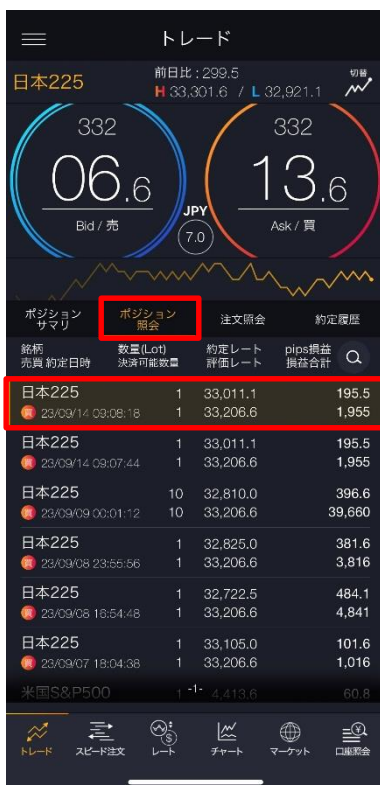 トレード
日本225
前日比 : 299.5
H 33,301.6 / L 32,921.1
切替
332
06.6
Bid / 売
JPY
7.0
332
13.6
Ask / 買
ポジション
サマリ
ポジション
照会
注文照会
約定履歴
銘柄 数量(Lot) 約定レート pips損益
売買 約定日時 決済可能数量 評価レート 損益合計
日本225 1 33,011.1 195.5
買 23/09/14 09:08:18 1 33,206.6 1,955
日本225 1 33,011.1 195.5
買 23/09/14 09:07:44 1 33,206.6 1,955
日本225 10 32,810.0 396.6
買 23/09/09 00:01:12 10 33,206.6 39,660
日本225 1 32,825.0 381.6
買 23/09/08 23:55:56 1 33,206.6 3,816
日本225 1 32,722.5 484.1
買 23/09/08 16:54:48 1 33,206.6 4,841
日本225 1 33,105.0 101.6
買 23/09/07 18:04:38 1 33,206.6 1,016
米国S&P500 1 4,413.6 60.8
-1-
トレード スピード注文 レート チャート マーケット 口座照会